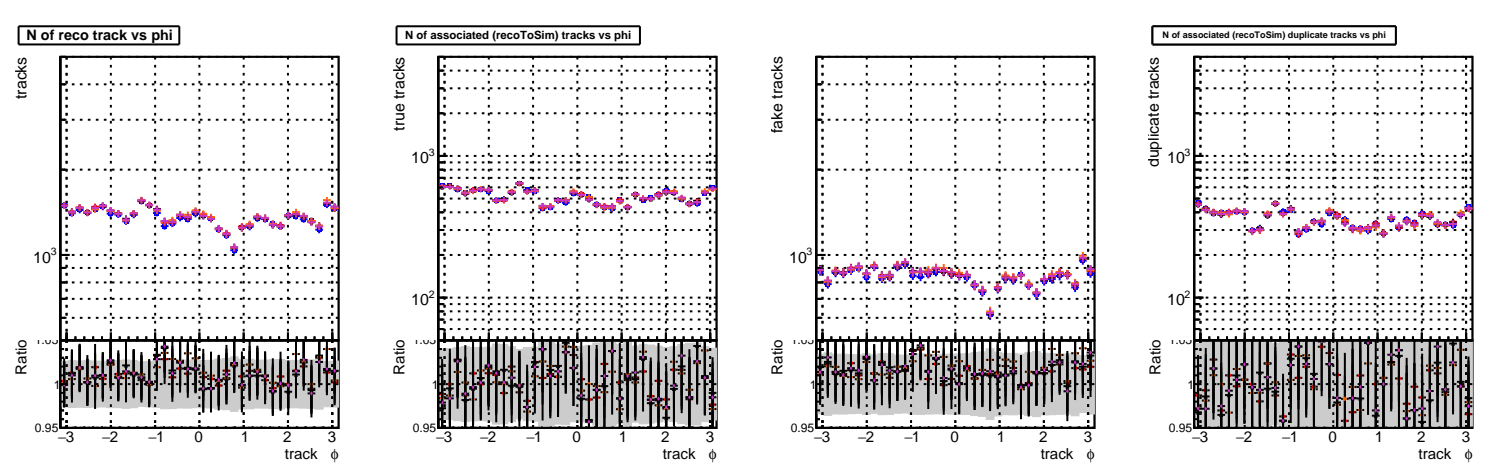 N of reco track vs phi
tracks
10³
Ratio
1
0.95
−3 −2 −1 0 1 2 3
track ϕ
N of associated (recoToSim) tracks vs phi
true tracks
10³
10²
Ratio
1
0.95
−3 −2 −1 0 1 2 3
track ϕ
fake tracks
10³
Ratio
1
0.95
−3 −2 −1 0 1 2 3
track ϕ
N of associated (recoToSim) duplicate tracks vs phi
duplicate tracks
10³
10²
Ratio
1
0.95
−3 −2 −1 0 1 2 3
track ϕ